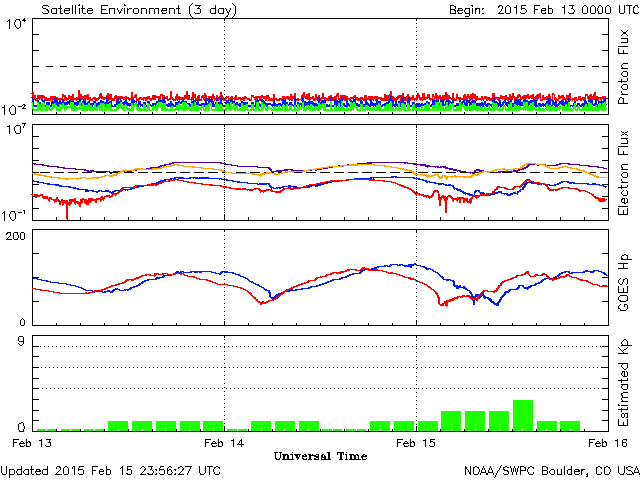 Satellite Environment (3 day) Begin: 2015 Feb 13 0000 UTC
10⁴
10⁻²
Proton Flux
10⁷
10⁻¹
Electron Flux
200
0
GOES Hp
9
0
Estimated Kp
Feb 13 Feb 14 Feb 15 Feb 16
Universal Time
Updated 2015 Feb 15 23:56:27 UTC NOAA/SWPC Boulder, CO USA